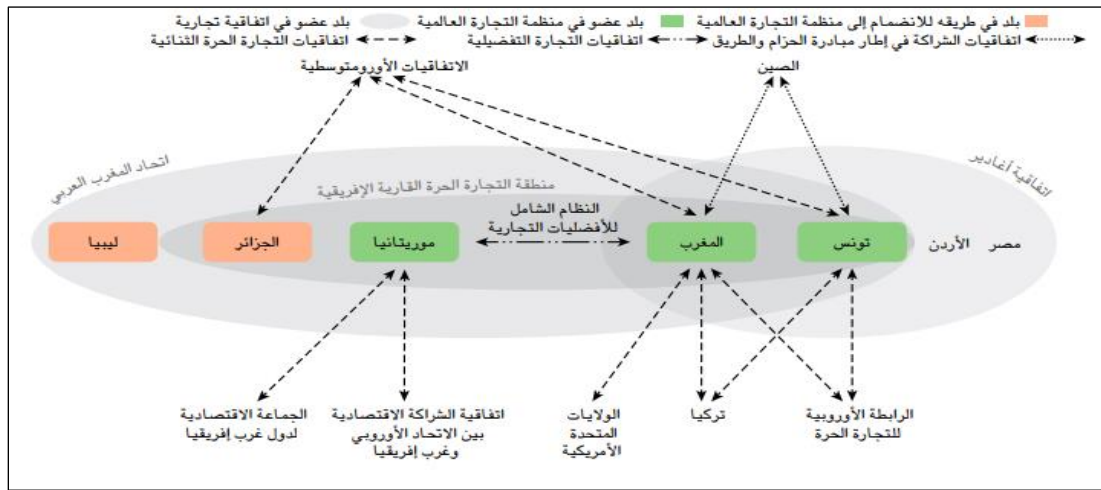 بلد في طريقه للانضمام إلى منظمة التجارة العالمية
بلد عضو في منظمة التجارة العالمية
بلد عضو في اتفاقية تجارية
اتفاقيات الشراكة في إطار مبادرة الحزام والطريق
اتفاقيات التجارة التفضيلية
اتفاقيات التجارة الحرة الثنائية
الصين
الاتفاقيات الأورومتوسطية
اتفاقية أغادير
اتحاد المغرب العربي
منطقة التجارة الحرة القارية الإفريقية
النظام الشامل
للأفضليات التجارية
مصر
الأردن
تونس
المغرب
موريتانيا
الجزائر
ليبيا
الرابطة الأوروبية
للتجارة الحرة
تركيا
الولايات
المتحدة
الأمريكية
اتفاقية الشراكة الاقتصادية
بين الاتحاد الأوروبي
وغرب إفريقيا
الجماعة الاقتصادية
لدول غرب إفريقيا